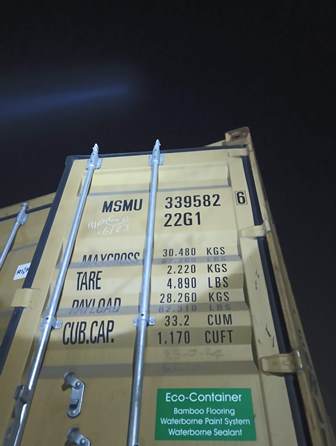 MSMU 339582 6
22G1
MAXGROSS 30.480 KGS
TARE 2.220 KGS
4.890 LBS
PAYLOAD 28.260 KGS
CUB.CAP. 33.2 CUM
1.170 CUFT
Eco-Container
Bamboo Flooring
Waterborne Paint System
Waterborne Sealant